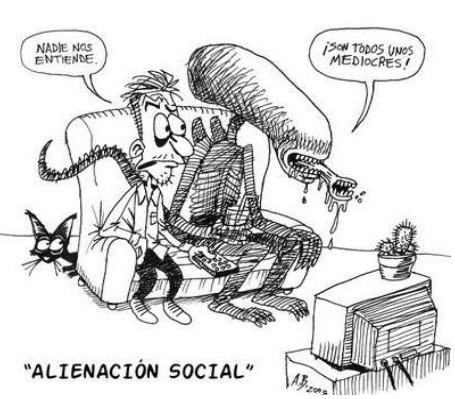 NADIE NOS
ENTIENDE.
¡SON TODOS UNOS
MEDIOCRES!
"ALIENACIÓN SOCIAL"